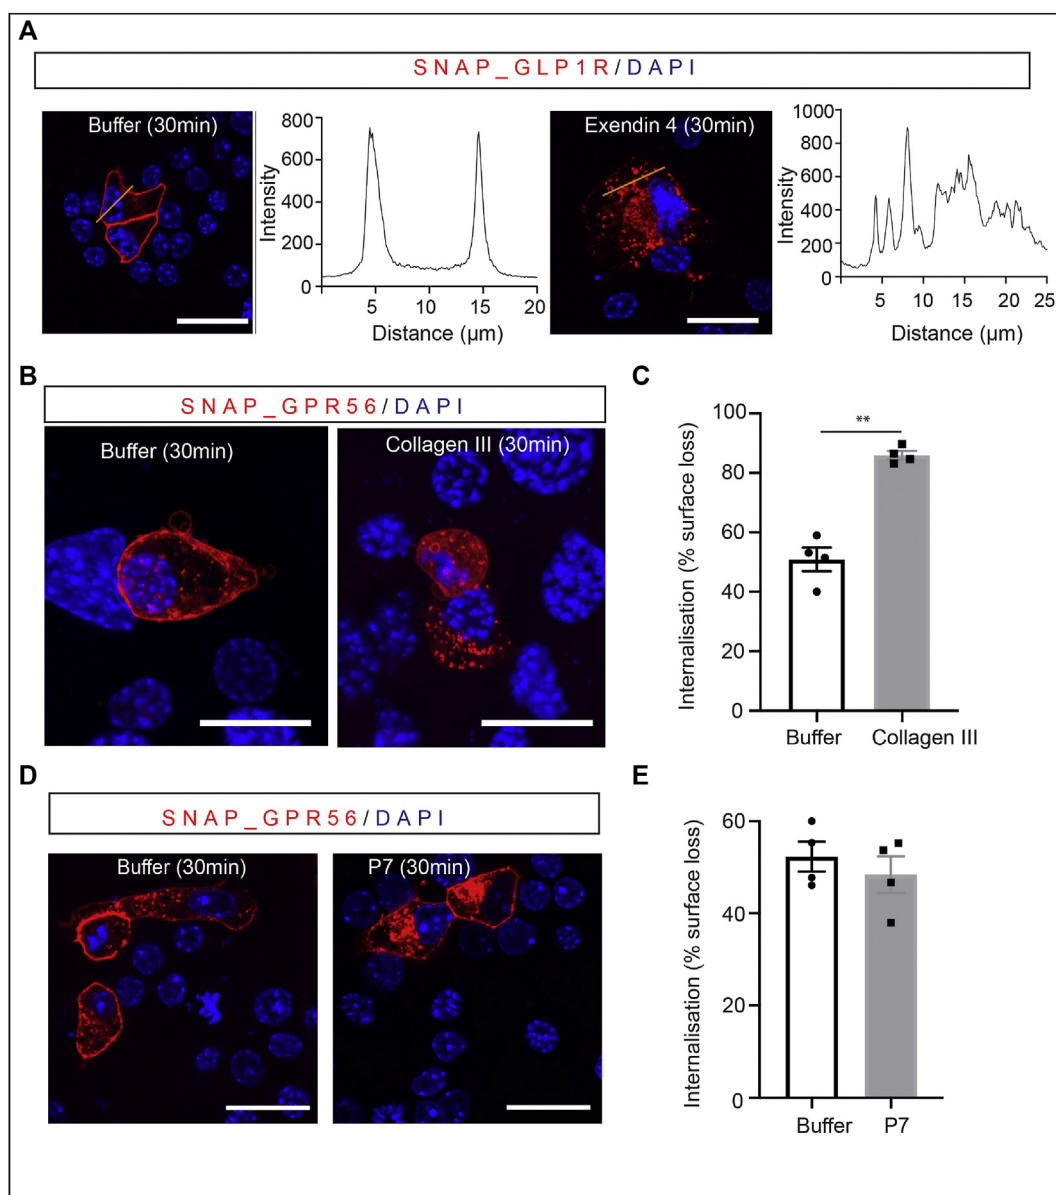 A
SNAP_GLP1R/DAPI
Buffer (30min)
800
600
400
200
0
Intensity
5
10
15
20
Distance (µm)
Exendin 4 (30min)
1000
800
600
400
200
0
Intensity
5
10
15
20
25
Distance (µm)
B
SNAP_GPR56/DAPI
Buffer (30min)
Collagen III (30min)
C
100
80
60
40
20
0
Internalisation (% surface loss)
**
Buffer
Collagen III
D
SNAP_GPR56/DAPI
Buffer (30min)
P7 (30min)
E
60
40
20
0
Internalisation (% surface loss)
Buffer
P7